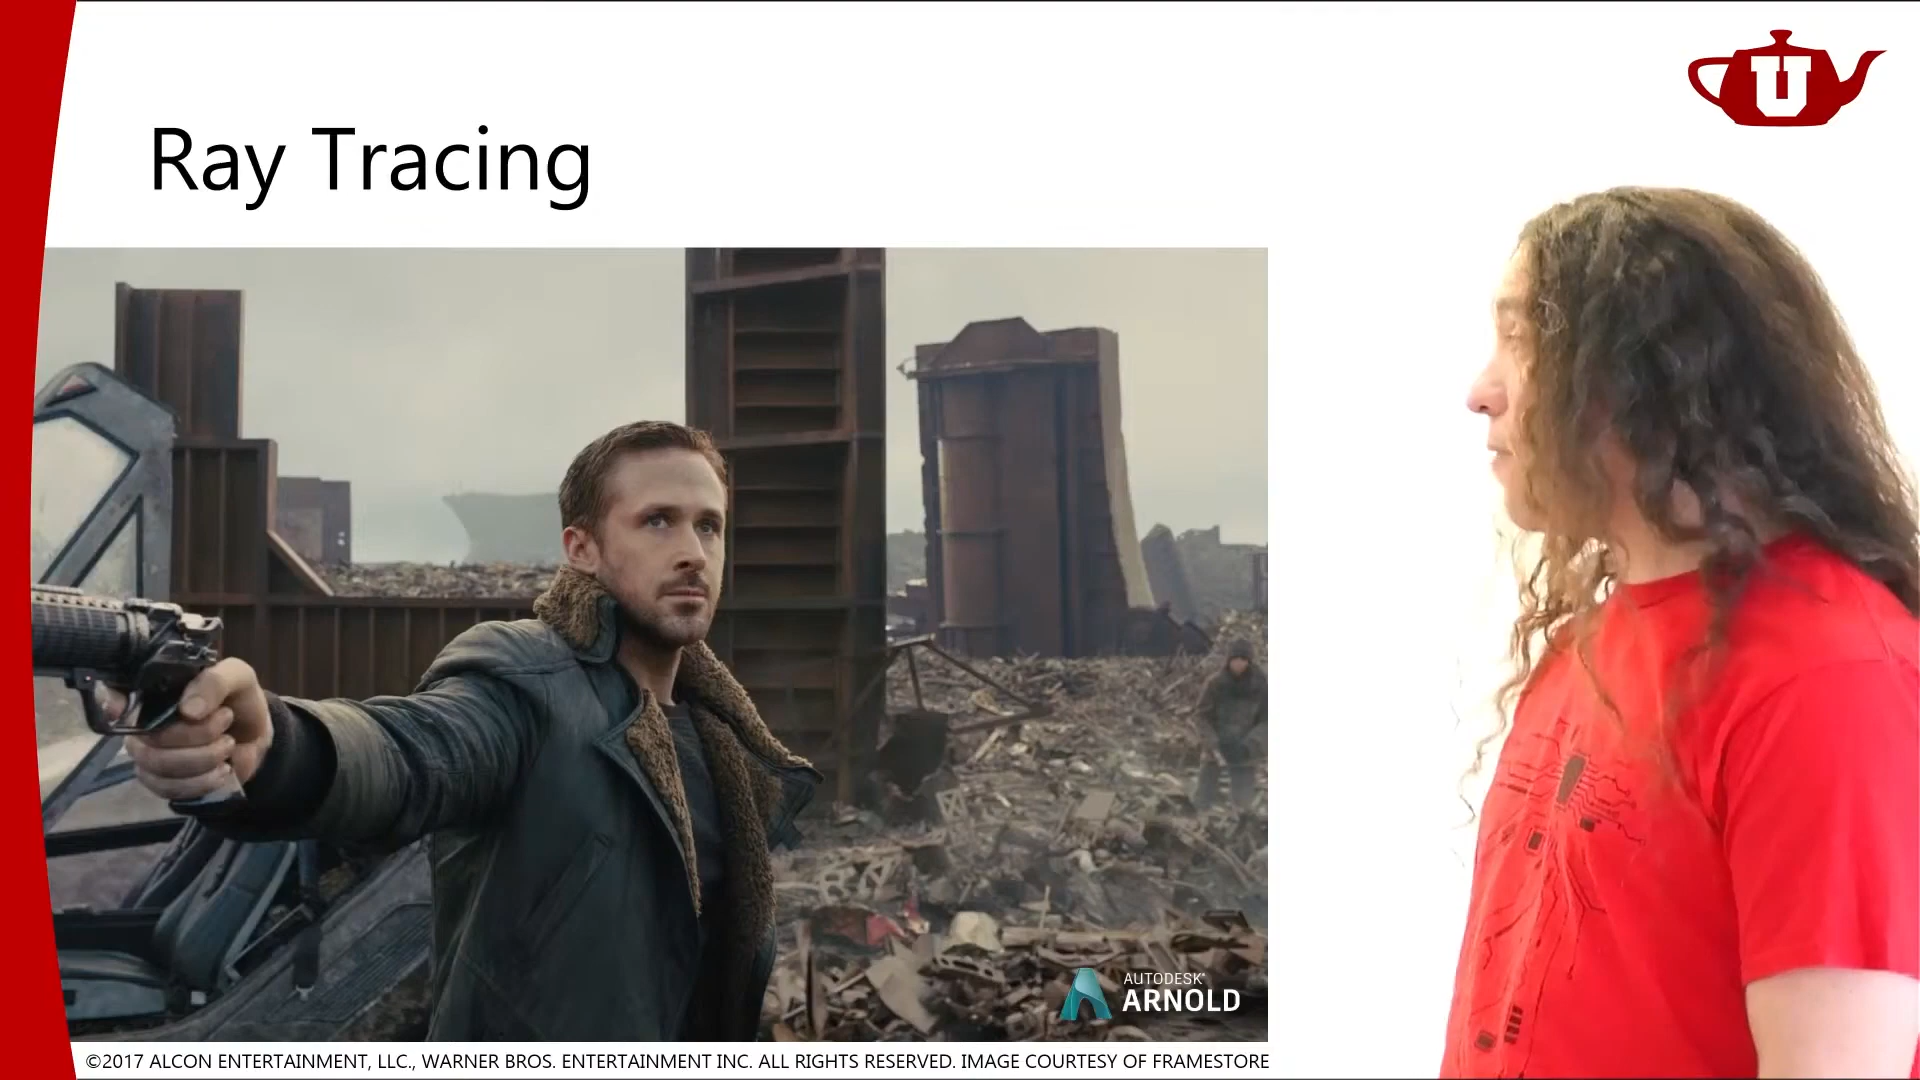 U
Ray Tracing
AUTODESK®
ARNOLD
©2017 ALCON ENTERTAINMENT, LLC., WARNER BROS. ENTERTAINMENT INC. ALL RIGHTS RESERVED. IMAGE COURTESY OF FRAMESTORE